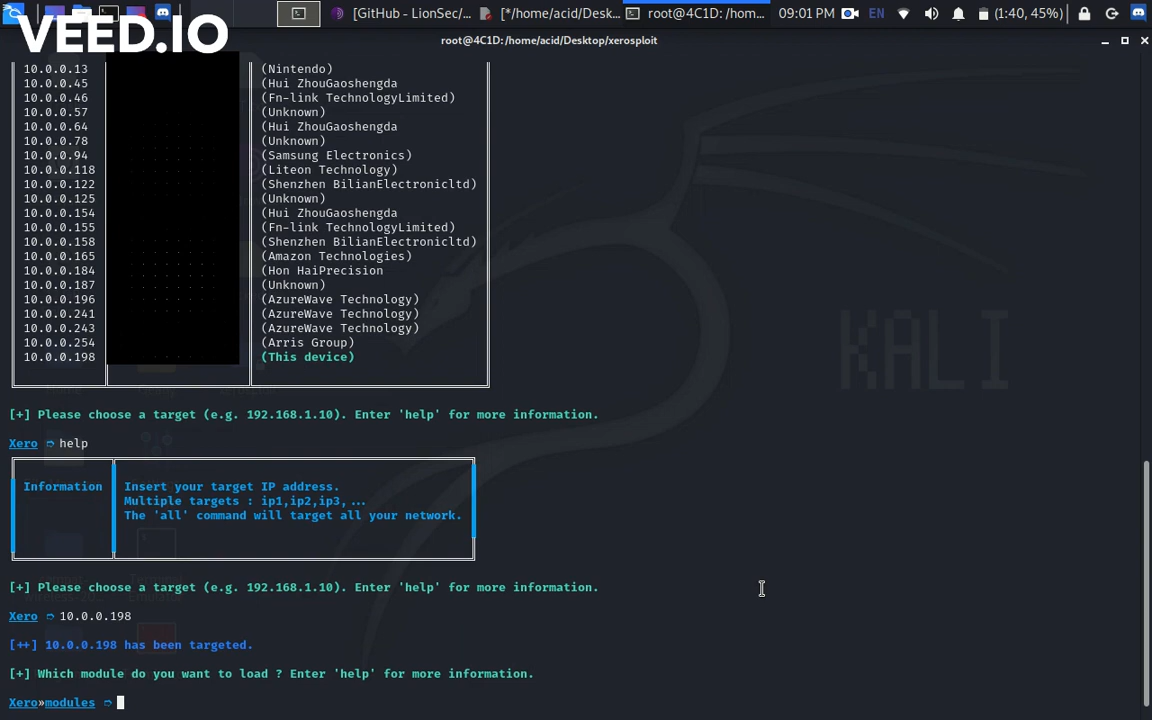 [GitHub - LionSec/... [*/home/acid/Desk... root@4C1D: /hom... 09:01 PM EN (1:40, 45%)
VEED.IO
root@4C1D:/home/acid/Desktop/xerosploit
10.0.0.13 (Nintendo)
10.0.0.45 (Hui ZhouGaoshengda
10.0.0.46 (Fn-link TechnologyLimited)
10.0.0.57 (Unknown)
10.0.0.64 (Hui ZhouGaoshengda
10.0.0.78 (Unknown)
10.0.0.94 (Samsung Electronics)
10.0.0.118 (Liteon Technology)
10.0.0.122 (Shenzhen BilianElectronicltd)
10.0.0.125 (Unknown)
10.0.0.154 (Hui ZhouGaoshengda
10.0.0.155 (Fn-link TechnologyLimited)
10.0.0.158 (Shenzhen BilianElectronicltd)
10.0.0.165 (Amazon Technologies)
10.0.0.184 (Hon HaiPrecision
10.0.0.187 (Unknown)
10.0.0.196 (AzureWave Technology)
10.0.0.241 (AzureWave Technology)
10.0.0.243 (AzureWave Technology)
10.0.0.254 (Arris Group)
10.0.0.198 (This device)
KALI
[+] Please choose a target (e.g. 192.168.1.10). Enter 'help' for more information.
Xero ➮ help
Information Insert your target IP address.
Multiple targets : ip1,ip2,ip3,...
The 'all' command will target all your network.
[+] Please choose a target (e.g. 192.168.1.10). Enter 'help' for more information.
Xero ➮ 10.0.0.198
[++] 10.0.0.198 has been targeted.
[+] Which module do you want to load ? Enter 'help' for more information.
Xero»modules ➮